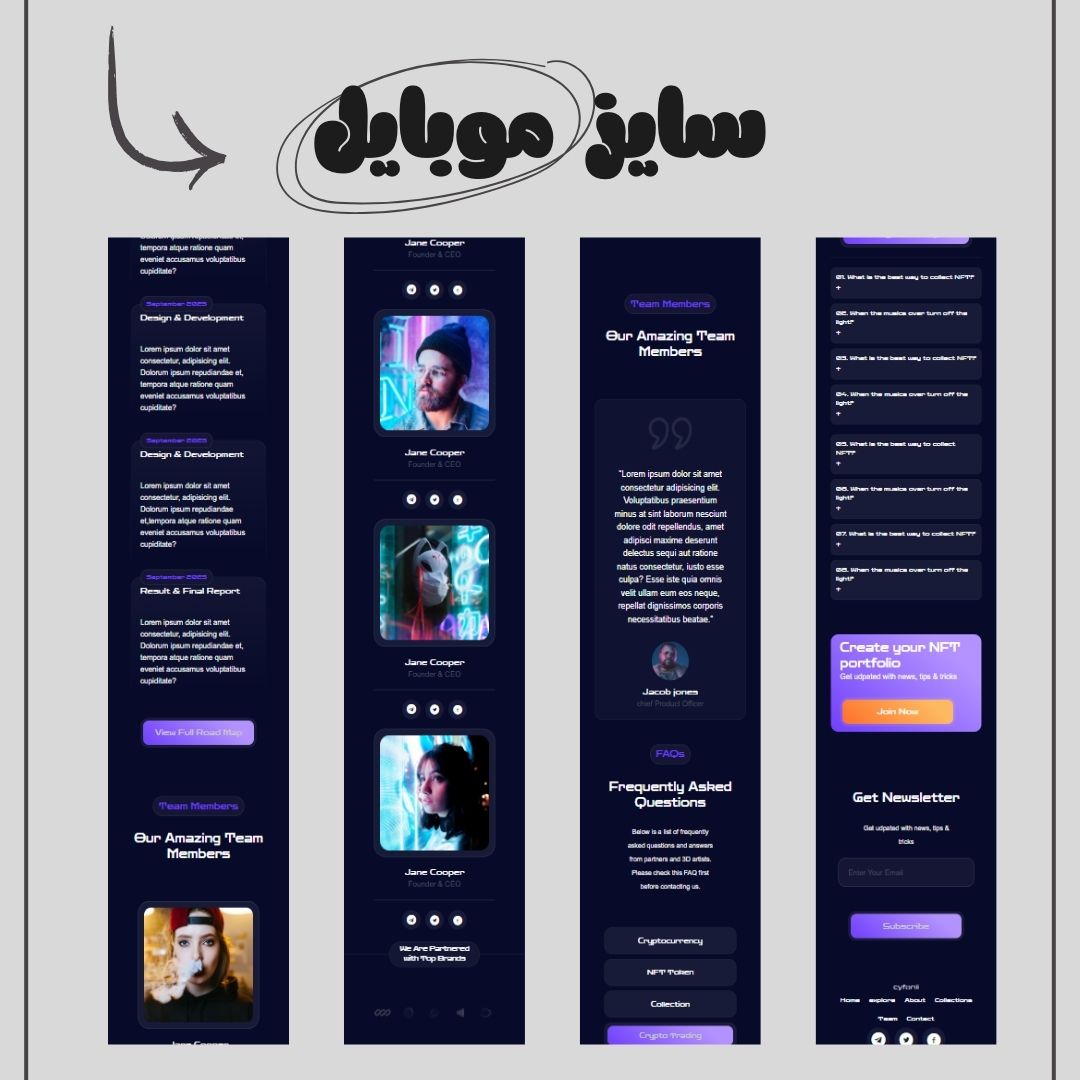 سایز موبایل
tempora atque ratione quam
eveniet accusamus voluptatibus
cupiditate?
September 2023
Design & Development
Lorem ipsum dolor sit amet
consectetur, adipisicing elit.
Dolorum ipsum repudiandae et,
tempora atque ratione quam
eveniet accusamus voluptatibus
cupiditate?
September 2023
Design & Development
Lorem ipsum dolor sit amet
consectetur, adipisicing elit.
Dolorum ipsum repudiandae
et,tempora atque ratione quam
eveniet accusamus voluptatibus
cupiditate?
September 2023
Result & Final Report
Lorem ipsum dolor sit amet
consectetur, adipisicing elit.
Dolorum ipsum repudiandae et,
tempora atque ratione quam
eveniet accusamus voluptatibus
cupiditate?
View Full Road Map
Team Members
Our Amazing Team
Members
Jane Cooper
Founder & CEO
Jane Cooper
Founder & CEO
Jane Cooper
Founder & CEO
Jane Cooper
Founder & CEO
We Are Partnered
with Top Brands
Team Members
Our Amazing Team
Members
"Lorem ipsum dolor sit amet
consectetur adipisicing elit.
Voluptatibus praesentium
minus at sint laborum nesciunt
dolore odit repellendus, amet
adipisci maxime deserunt
delectus sequi aut ratione
natus consectetur, iusto esse
culpa? Esse iste quia omnis
velit ullam eum eos neque,
repellat dignissimos corporis
necessitatibus beatae."
Jacob jones
chief Product Officer
FAQs
Frequently Asked
Questions
Below is a list of frequently
asked questions and answers
from partners and 3D artists.
Please check this FAQ first
before contacting us.
Cryptocurrency
NFT Token
Collection
Crypto Trading
01. What is the best way to collect NFT?
+
02. When the musics over turn off the
light?
+
03. What is the best way to collect NFT?
+
04. When the musics over turn off the
light?
+
05. What is the best way to collect
NFT?
+
06. When the musics over turn off the
light?
+
07. What is the best way to collect NFT?
+
08. When the musics over turn off the
light?
+
Create your NFT
portfolio
Get udpated with news, tips & tricks
Join Now
Get Newsletter
Get udpated with news, tips &
tricks
Enter Your Email
Subscribe
cyfonii
Home explore About Collections
Team Contact